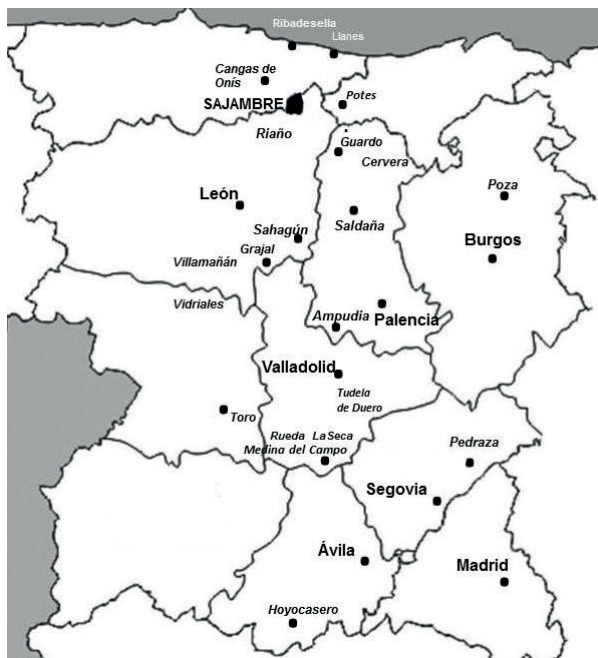 Ribadesella
Llanes
Cangas de
Onís
SAJAMBRE
Potes
Riaño
Guardo
Cervera
León
Poza
Saldaña
Sahagún
Burgos
Grajal
Villamañán
Vidriales
Ampudia
Palencia
Valladolid
Tudela
de Duero
Toro
Rueda La Seca
Medina del Campo
Pedraza
Segovia
Ávila
Madrid
Hoyocasero